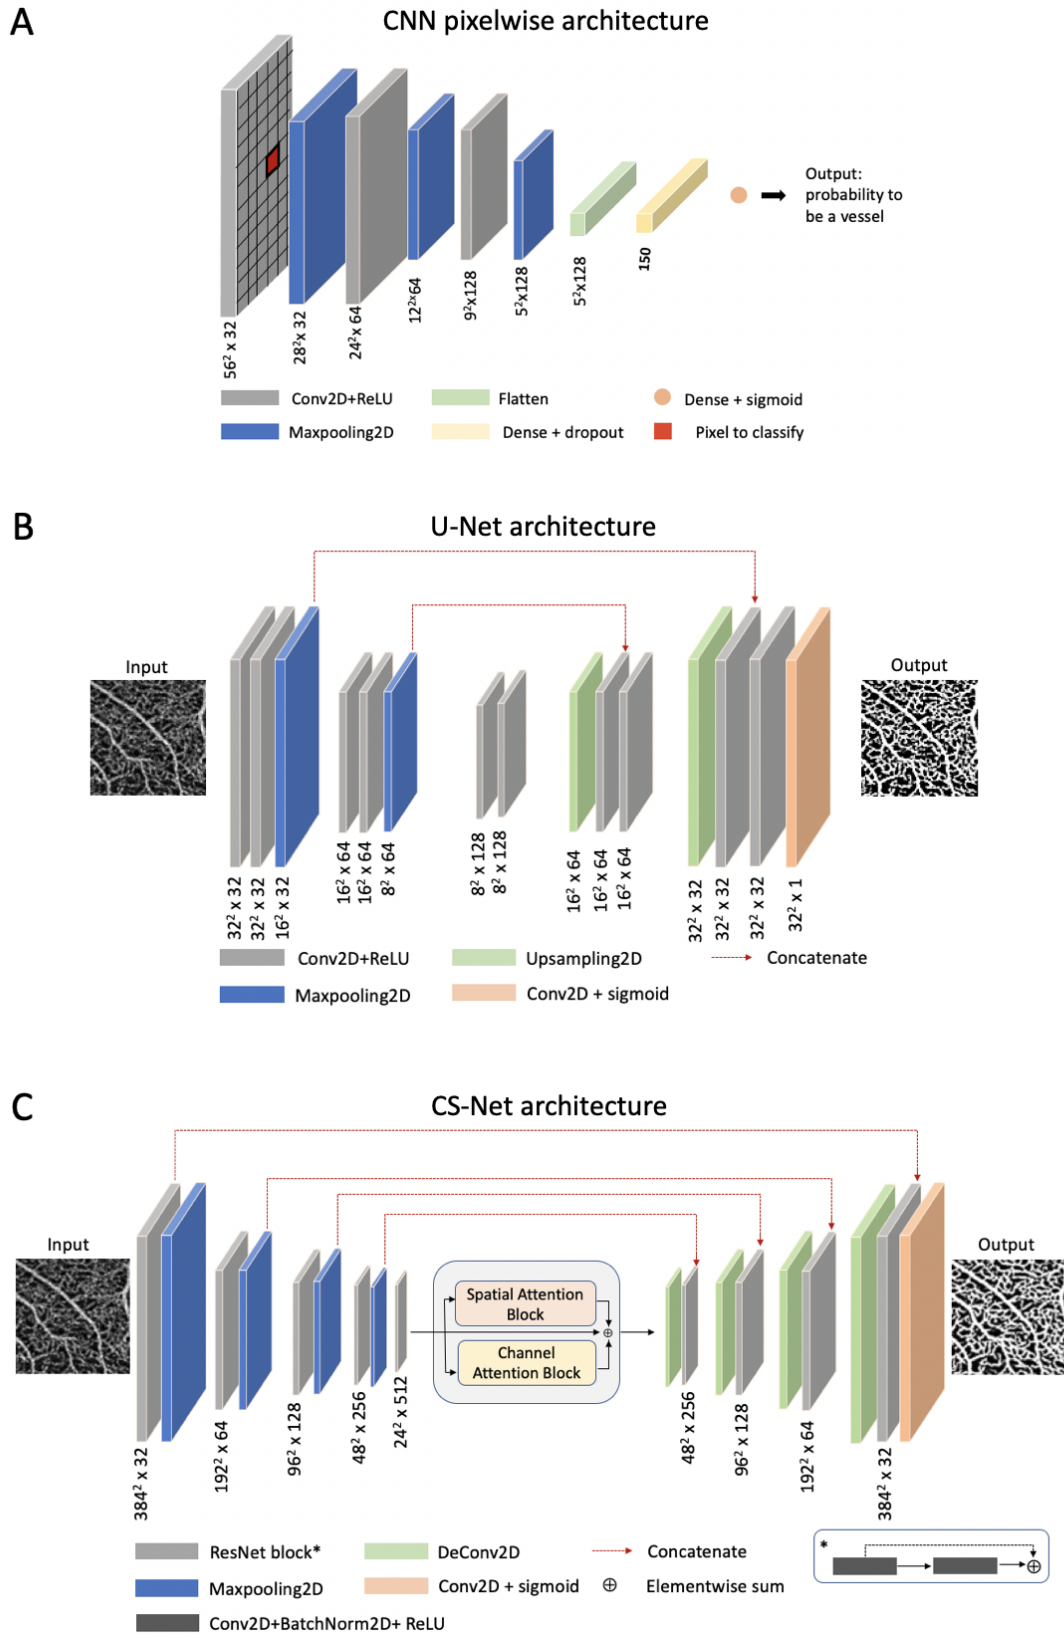 A
CNN pixelwise architecture
Output:
probability to
be a vessel
56² x 32
28² x 32
24² x 64
12²ˣ64
9²x128
5²x128
5²x128
150
Conv2D+ReLU
Flatten
Dense + sigmoid
Maxpooling2D
Dense + dropout
Pixel to classify
B
U-Net architecture
Input
Output
32² x 32
32² x 32
16² x 32
16² x 64
16² x 64
8² x 64
8² x 128
8² x 128
16² x 64
16² x 64
16² x 64
32² x 32
32² x 32
32² x 32
32² x 1
Conv2D+ReLU
Upsampling2D
Concatenate
Maxpooling2D
Conv2D + sigmoid
C
CS-Net architecture
Input
Output
Spatial Attention
Block
⊕
Channel
Attention Block
384² x 32
192² x 64
96² x 128
48² x 256
24² x 512
48² x 256
96² x 128
192² x 64
384² x 32
ResNet block*
DeConv2D
Concatenate
*
⊕
Maxpooling2D
Conv2D + sigmoid
⊕ Elementwise sum
Conv2D+BatchNorm2D+ ReLU